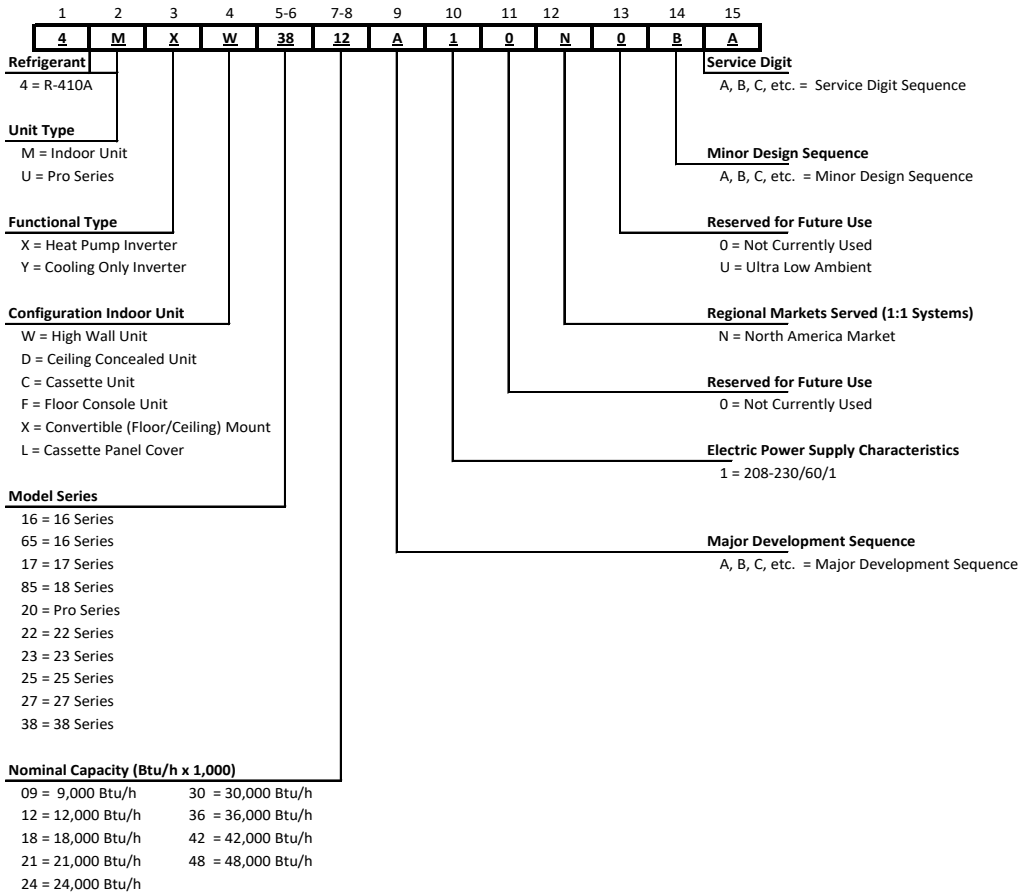 1 2 3 4 5-6 7-8 9 10 11 12 13 14 15
4 M X W 38 12 A 1 0 N 0 B A
Refrigerant
4 = R-410A
Unit Type
M = Indoor Unit
U = Pro Series
Functional Type
X = Heat Pump Inverter
Y = Cooling Only Inverter
Configuration Indoor Unit
W = High Wall Unit
D = Ceiling Concealed Unit
C = Cassette Unit
F = Floor Console Unit
X = Convertible (Floor/Ceiling) Mount
L = Cassette Panel Cover
Model Series
16 = 16 Series
65 = 16 Series
17 = 17 Series
85 = 18 Series
20 = Pro Series
22 = 22 Series
23 = 23 Series
25 = 25 Series
27 = 27 Series
38 = 38 Series
Nominal Capacity (Btu/h x 1,000)
09 = 9,000 Btu/h 30 = 30,000 Btu/h
12 = 12,000 Btu/h 36 = 36,000 Btu/h
18 = 18,000 Btu/h 42 = 42,000 Btu/h
21 = 21,000 Btu/h 48 = 48,000 Btu/h
24 = 24,000 Btu/h
Service Digit
A, B, C, etc. = Service Digit Sequence
Minor Design Sequence
A, B, C, etc. = Minor Design Sequence
Reserved for Future Use
0 = Not Currently Used
U = Ultra Low Ambient
Regional Markets Served (1:1 Systems)
N = North America Market
Reserved for Future Use
0 = Not Currently Used
Electric Power Supply Characteristics
1 = 208-230/60/1
Major Development Sequence
A, B, C, etc. = Major Development Sequence